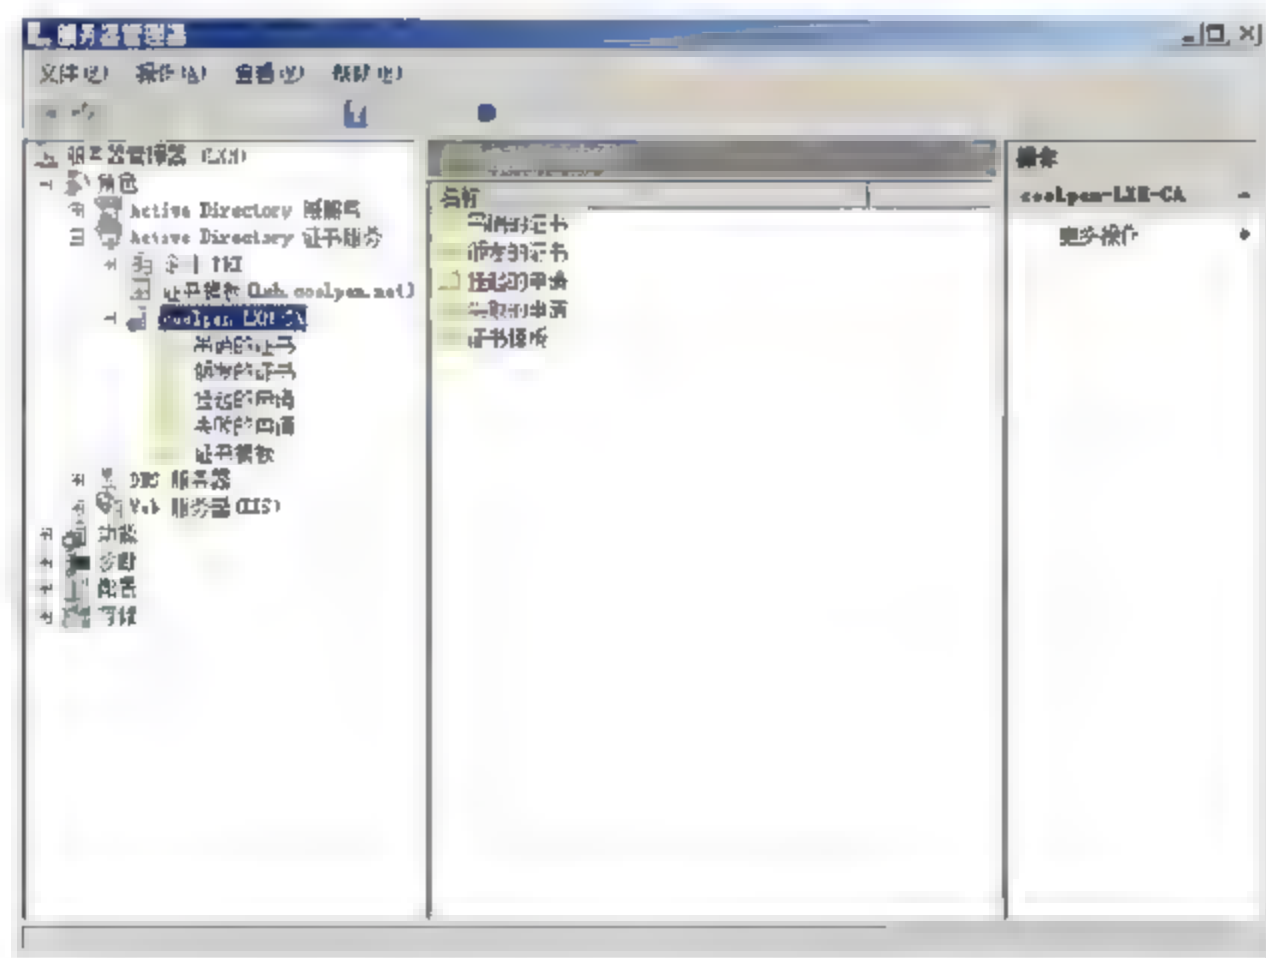 服务器管理器
文件(F) 操作(A) 查看(V) 帮助(H)
服务器管理器 (LXH)
角色
Active Directory 域服务
Active Directory 证书服务
企业 PKI
证书模板 (lxh.coolpen.net)
coolpen-LXH-CA
吊销的证书
颁发的证书
挂起的申请
失败的申请
证书模板
DNS 服务器
Web 服务器(IIS)
功能
诊断
配置
存储
名称
吊销的证书
颁发的证书
挂起的申请
失败的申请
证书模板
操作
coolpen-LXH-CA
更多操作